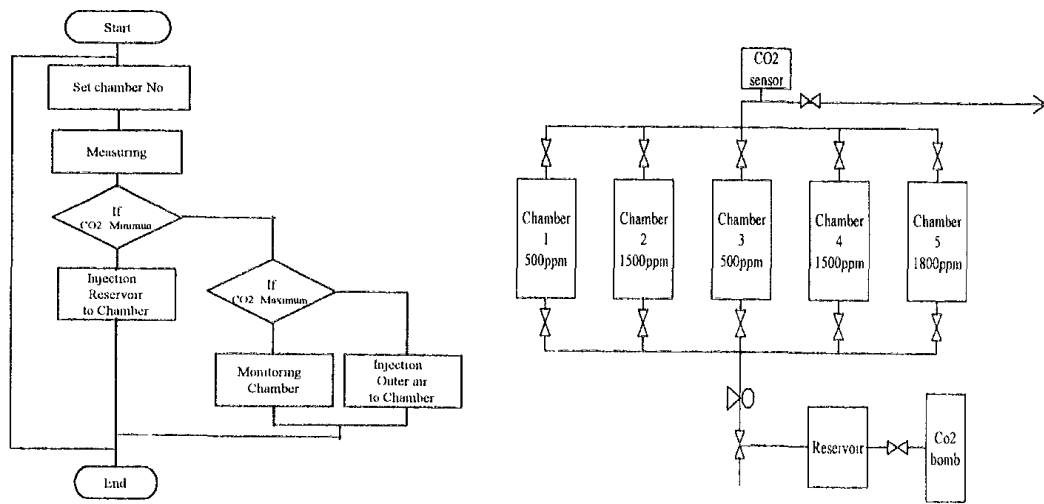 Start
Set chamber No
Measuring
If
CO2 Minimun
Injection
Reservoir
to Chamber
If
CO2 Maximum
Monitoring
Chamber
Injection
Outer air
to Chamber
End
CO2
sensor
Chamber
1
500ppm
Chamber
2
1500ppm
Chamber
3
500ppm
Chamber
4
1500ppm
Chamber
5
1800ppm
Reservoir
Co2
bomb